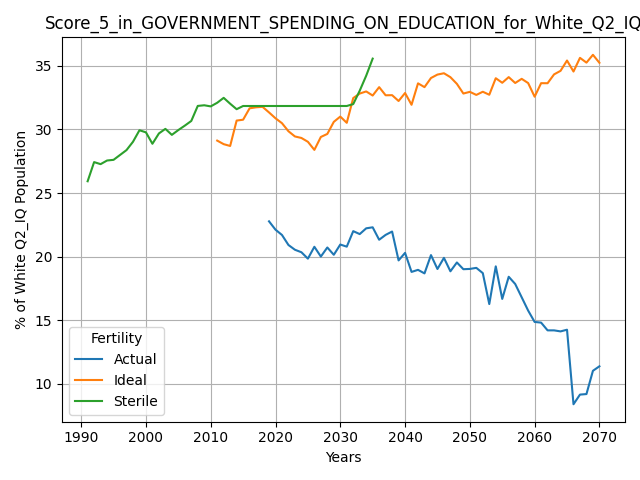 Score_5_in_GOVERNMENT_SPENDING_ON_EDUCATION_for_White_Q2_IQ
% of White Q2_IQ Population
35
30
25
20
15
10
Fertility
Actual
Ideal
Sterile
1990 2000 2010 2020 2030 2040 2050 2060 2070
Years